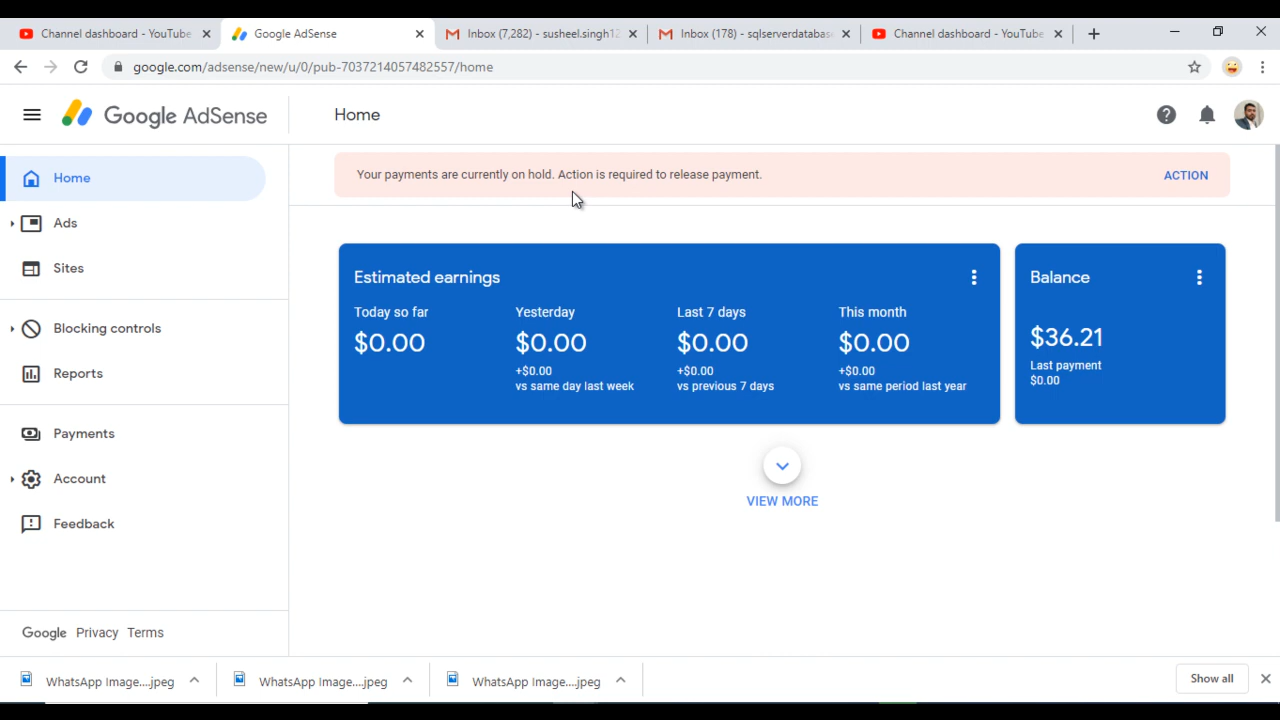 Channel dashboard - YouTube
Google AdSense
Inbox (7,282) - susheel.singh12
Inbox (178) - sqlserverdatabas
Channel dashboard - YouTube
google.com/adsense/new/u/0/pub-7037214057482557/home
Google AdSense
Home
Home
Ads
Sites
Blocking controls
Reports
Payments
Account
Feedback
Google Privacy Terms
Your payments are currently on hold. Action is required to release payment.
ACTION
Estimated earnings
Today so far
$0.00
Yesterday
$0.00
+$0.00
vs same day last week
Last 7 days
$0.00
+$0.00
vs previous 7 days
This month
$0.00
+$0.00
vs same period last year
Balance
$36.21
Last payment
$0.00
VIEW MORE
WhatsApp Image....jpeg
WhatsApp Image....jpeg
WhatsApp Image....jpeg
Show all